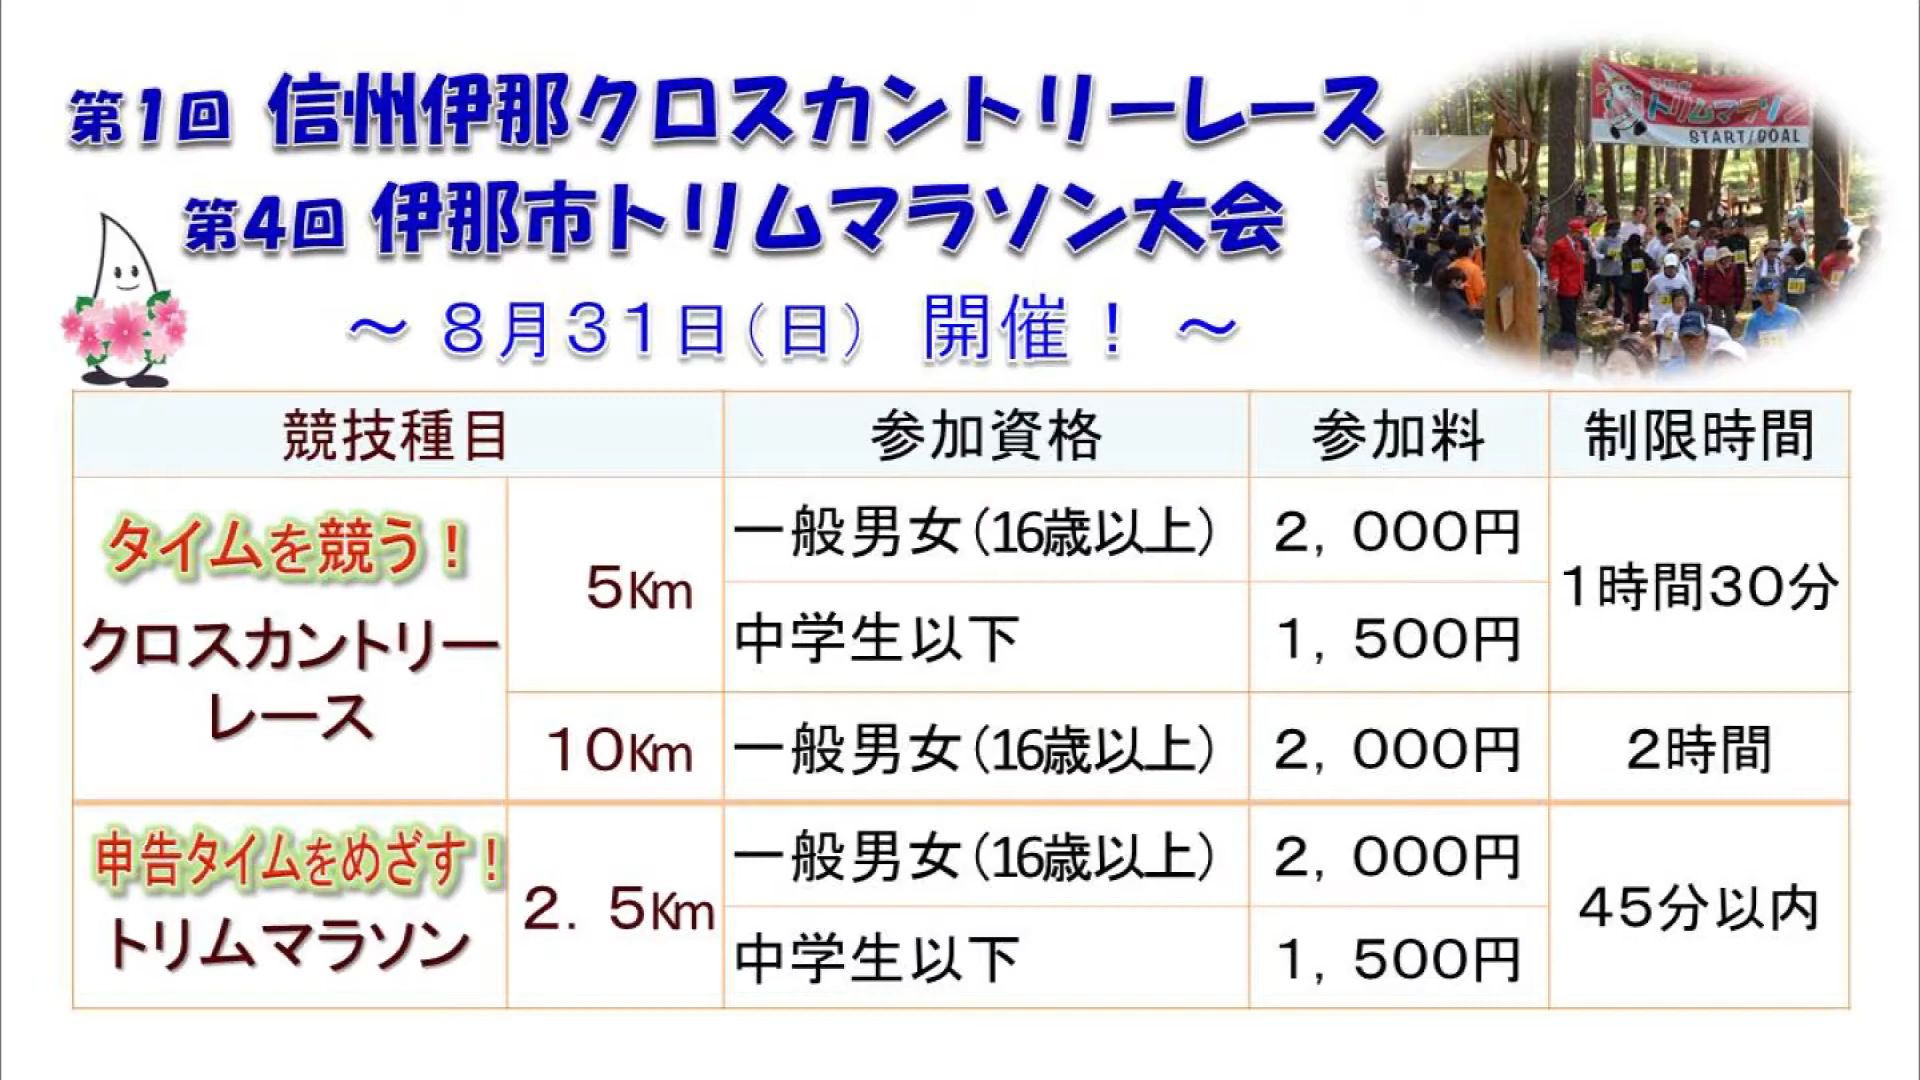 第1回 信州伊那クロスカントリーレース
第4回 伊那市トリムマラソン大会
～ 8月31日(日) 開催! ～
トリムマラソン
START/GOAL
競技種目 参加資格 参加料 制限時間
タイムを競う!
クロスカントリー
レース
5Km
一般男女(16歳以上) 2,000円
中学生以下 1,500円
1時間30分
10Km 一般男女(16歳以上) 2,000円 2時間
申告タイムをめざす!
トリムマラソン
2.5Km
一般男女(16歳以上) 2,000円
中学生以下 1,500円
45分以内